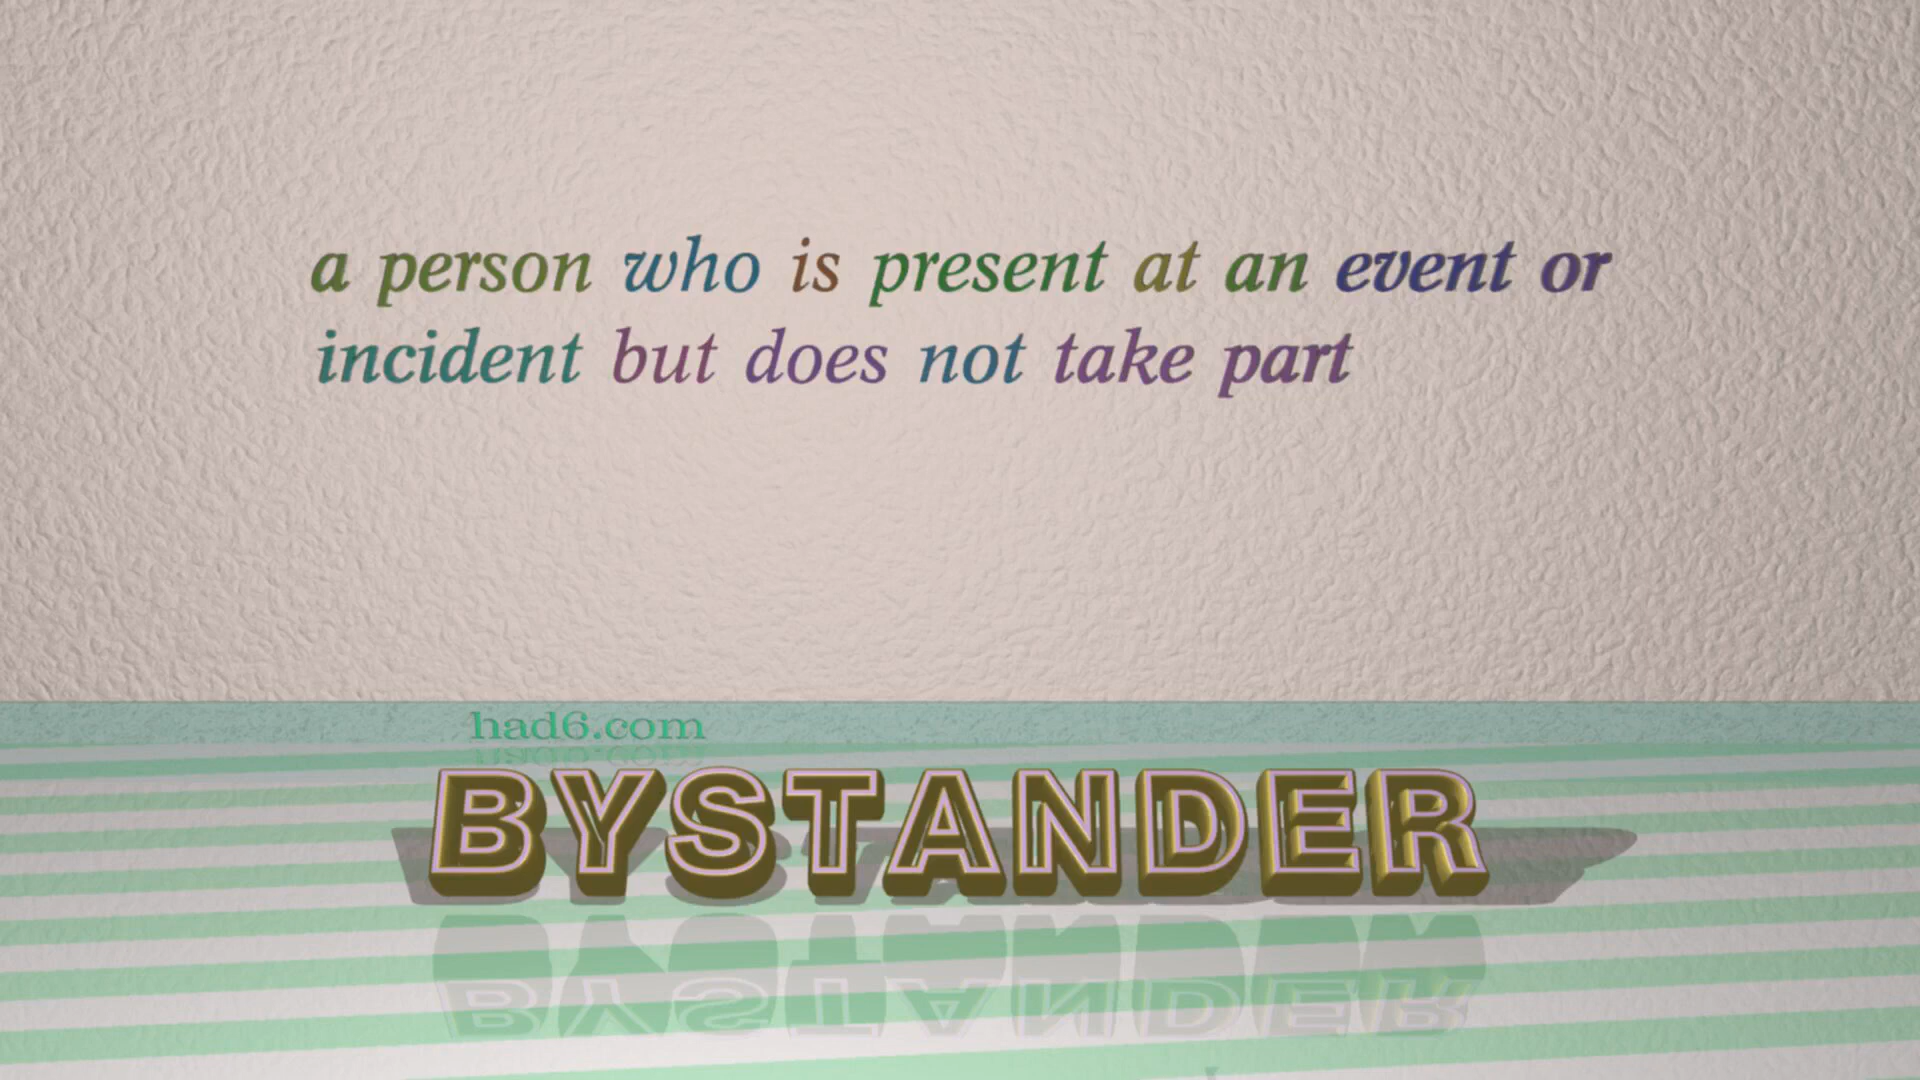 a person who is present at an event or
incident but does not take part
had6.com
BYSTANDER